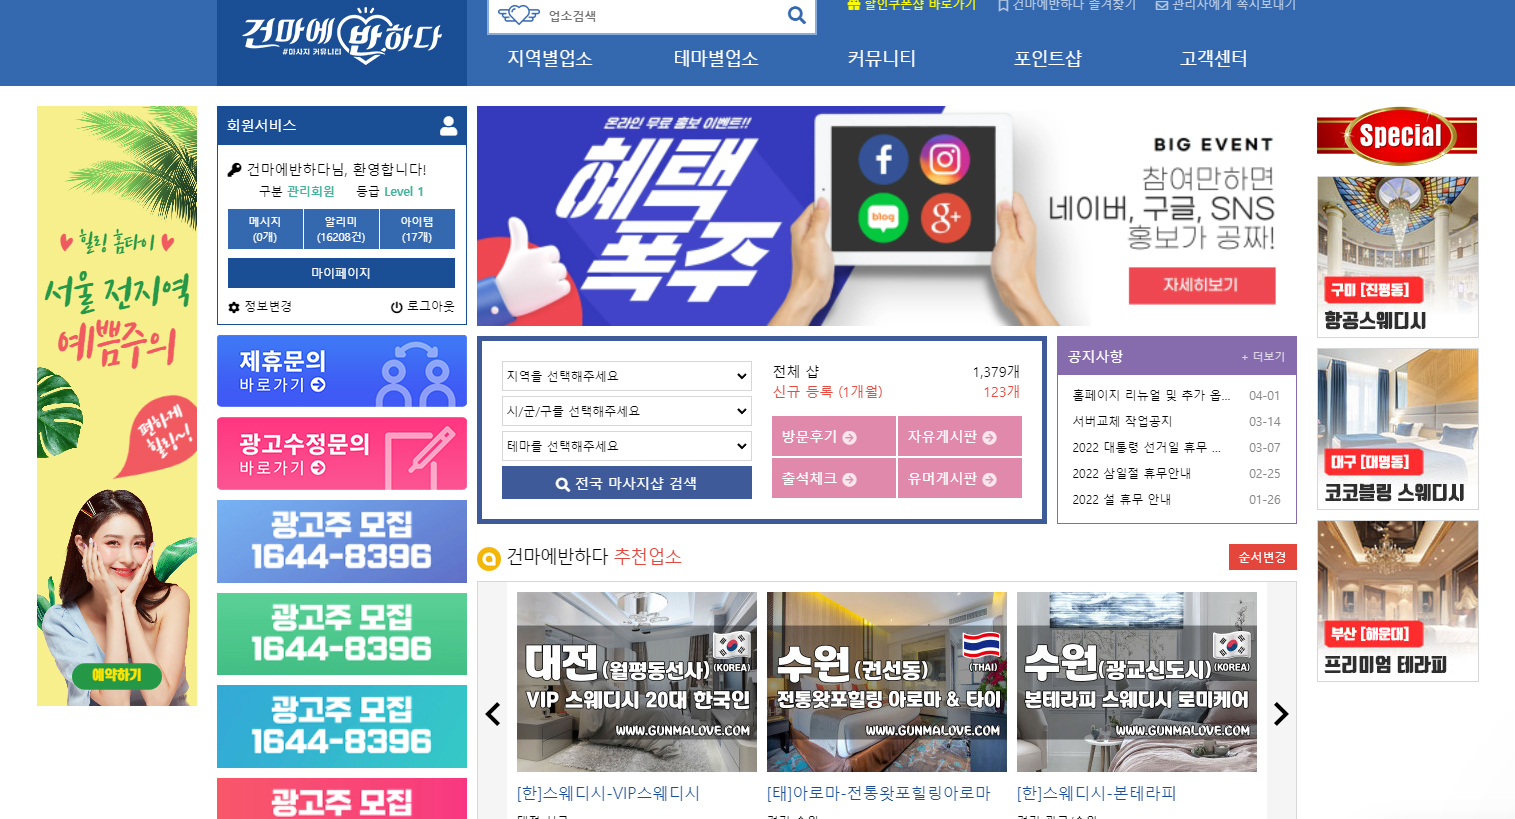 할인쿠폰샵 바로가기
건마에반하다 즐겨찾기
관리자에게 쪽지보내기
건마에반하다
#마사지 커뮤니티
업소검색
지역별업소
테마별업소
커뮤니티
포인트샵
고객센터
힐링 홈타이
서울 전지역
예쁨주의
편하게
힐링~!
예약하기
회원서비스
건마에반하다님, 환영합니다!
구분 관리회원 등급 Level 1
메시지
(0개)
알리미
(16208건)
아이템
(17개)
마이페이지
정보변경
로그아웃
제휴문의
바로가기
광고수정문의
바로가기
광고주 모집
1644-8396
광고주 모집
1644-8396
광고주 모집
1644-8396
광고주 모집
온라인 무료 홍보 이벤트!!
혜택
폭주
blog
g+
BIG EVENT
참여만하면
네이버, 구글, SNS
홍보가 공짜!
자세히보기
지역을 선택해주세요
시/군/구를 선택해주세요
테마를 선택해주세요
전국 마사지샵 검색
전체 샵 1,379개
신규 등록 (1개월) 123개
방문후기
자유게시판
출석체크
유머게시판
공지사항
+ 더보기
홈페이지 리뉴얼 및 추가 옵... 04-01
서버교체 작업공지 03-14
2022 대통령 선거일 휴무 ... 03-07
2022 삼일절 휴무안내 02-25
2022 설 휴무 안내 01-26
건마에반하다 추천업소
순서변경
대전 (월평동선사) (KOREA)
VIP 스웨디시 20대 한국인
WWW.GUNMALOVE.COM
[한]스웨디시-VIP스웨디시
수원 (권선동) (THAI)
전통왓포힐링 아로마 & 타이
WWW.GUNMALOVE.COM
[태]아로마-전통왓포힐링아로마
수원 (광교신도시) (KOREA)
본테라피 스웨디시 로미케어
WWW.GUNMALOVE.COM
[한]스웨디시-본테라피
Special
구미 [진평동]
항공스웨디시
대구 [대명동]
코코블링 스웨디시
부산 [해운대]
프리미엄 테라피